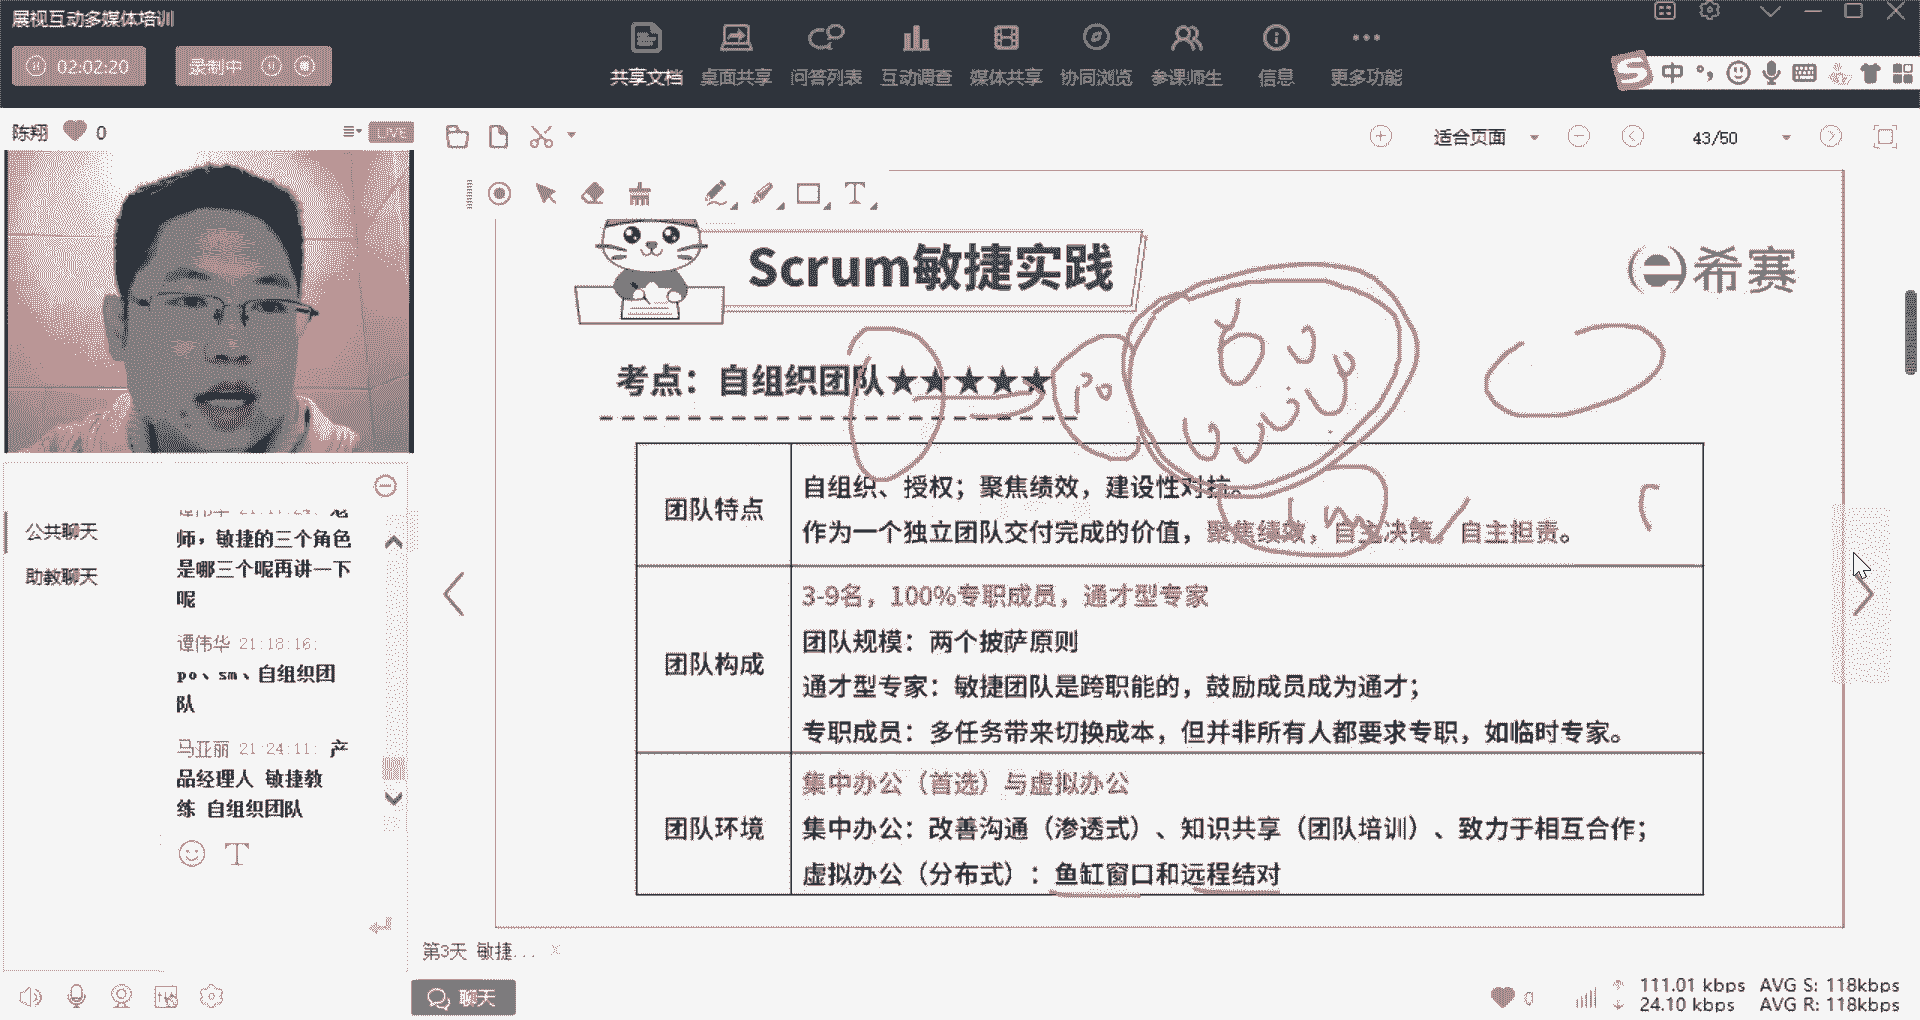 展视互动多媒体培训
02:02:20
录制中
共享文档 桌面共享 问答列表 互动调查 媒体共享 协同浏览 参课师生 信息 更多功能
中
陈翔 0
LIVE
适合页面
43/50
Scrum敏捷实践
希赛
考点：自组织团队★★★★★
Po
团队特点
自组织、授权；聚焦绩效，建设性对抗。
作为一个独立团队交付完成的价值，聚焦绩效，自主决策，自主担责。
团队构成
3-9名，100%专职成员，通才型专家
团队规模：两个披萨原则
通才型专家：敏捷团队是跨职能的，鼓励成员成为通才；
专职成员：多任务带来切换成本，但并非所有人都要求专职，如临时专家。
团队环境
集中办公（首选）与虚拟办公
集中办公：改善沟通（渗透式）、知识共享（团队培训）、致力于相互合作；
虚拟办公（分布式）：鱼缸窗口和远程结对
公共聊天
助教聊天
师，敏捷的三个角色
是哪三个呢再讲一下
呢
谭伟华 21:18:16:
po、sm、自组织团
队
马亚丽 21:24:11: 产
品经理人 敏捷教
练 自组织团队
第3天 敏捷...
聊天
0
111.01 kbps AVG S: 118kbps
24.10 kbps AVG R: 118kbps